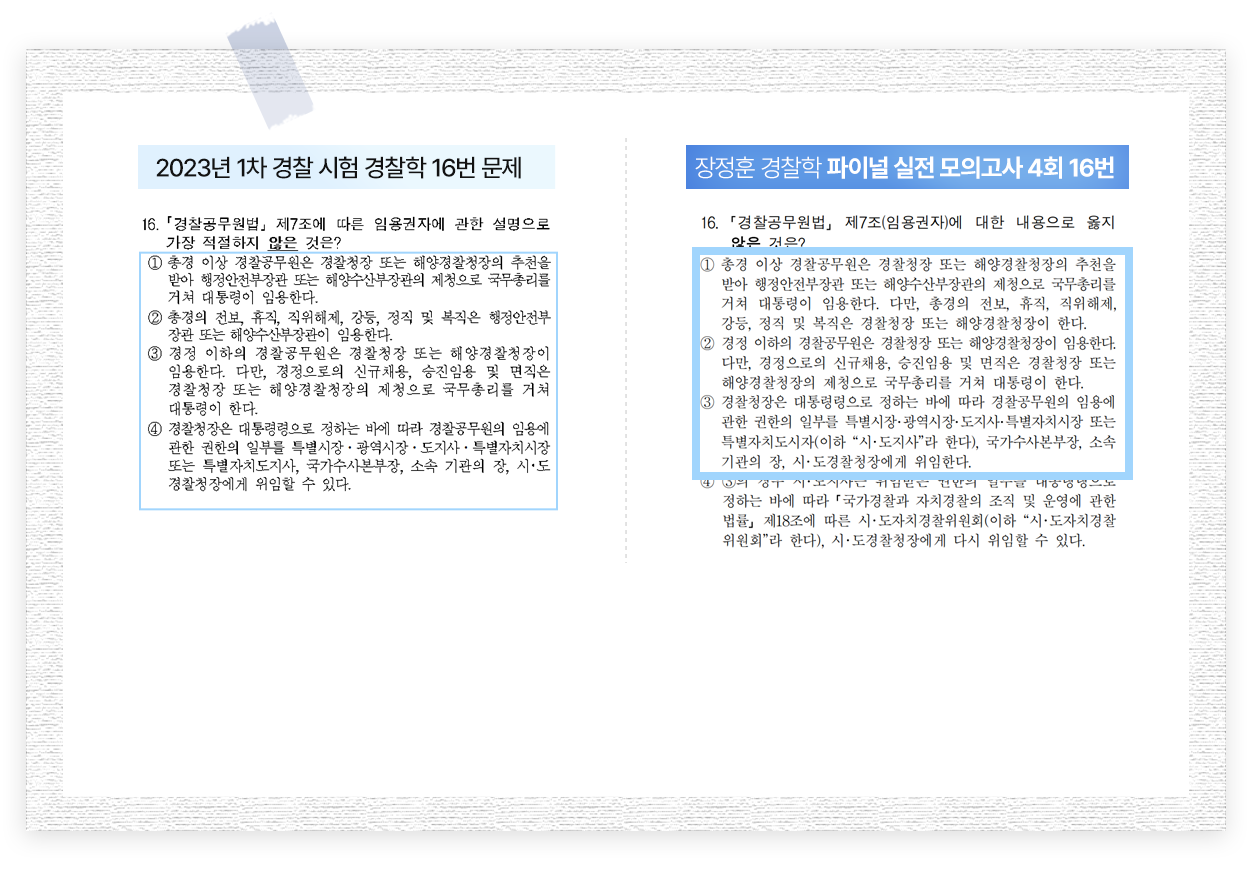 2023년 1차 경찰 시험 경찰학 16번 문제
16. 「경찰공무원법」 제7조에 따른 임용권자에 관한 설명으로
가장 적절하지 않은 것은?
① 총경 이상 경찰공무원은 경찰청장 또는 해양경찰청장의 추천을
받아 행정안전부장관 또는 해양수산부장관의 제청으로 국무총리를
거쳐 대통령이 임용한다.
② 총경의 전보, 휴직, 직위해제, 강등, 정직 및 복직은 행정안전부
장관 또는 해양수산부장관이 임용한다.
③ 경정 이하의 경찰공무원은 경찰청장 또는 해양경찰청장이
임용한다. 다만, 경정으로의 신규채용, 승진임용 및 면직은
경찰청장 또는 해양경찰청장의 제청으로 국무총리를 거쳐
대통령이 한다.
④ 경찰청장은 대통령령으로 정하는 바에 따라 경찰공무원의 임용에
관한 권한의 일부를 특별시장・광역시장・도지사・특별자치시장
또는 특별자치도지사, 국가수사본부장, 소속 기관의 장, 시・도
경찰청장에게 위임할 수 있다.
장정훈 경찰학 파이널 실전 모의고사 4회 16번
16. 「경찰공무원법」 제7조(임용권자)에 대한 내용으로 옳지
않은 것은?
① 총경 이상 경찰공무원은 경찰청장 또는 해양경찰청장의 추천을
받아 행정안전부장관 또는 해양수산부장관의 제청으로 국무총리를
거쳐 대통령이 임용한다. 다만, 총경의 전보, 휴직, 직위해제,
강등, 정직 및 복직은 경찰청장 또는 해양경찰청장이 한다.
② 경정 이하의 경찰공무원은 경찰청장 또는 해양경찰청장이 임용한다.
다만, 경정으로의 신규채용, 승진임용 및 면직은 경찰청장 또는
해양경찰청장의 제청으로 국무총리를 거쳐 대통령이 한다.
③ 경찰청장은 대통령령으로 정하는 바에 따라 경찰공무원의 임용에
관한 권한의 일부를 특별시장·광역시장·도지사·특별자치시장 또는
특별자치도시자(이하 “시·도지사”라 한다), 국가수사본부장, 소속
기관의 장, 시·도경찰청장에게 위임한다.
④ ③의 경우 시·도지사는 위임받은 권한의 일부를 대통령령으로
정하는 바에 따라 「국가경찰과 자치경찰의 조직 및 운영에 관한
법률」 제18조에 따른 시·도자치경찰위원회(이하 “시·도자치경찰
위원회”라 한다), 시·도경찰청장에게 다시 위임할 수 있다.